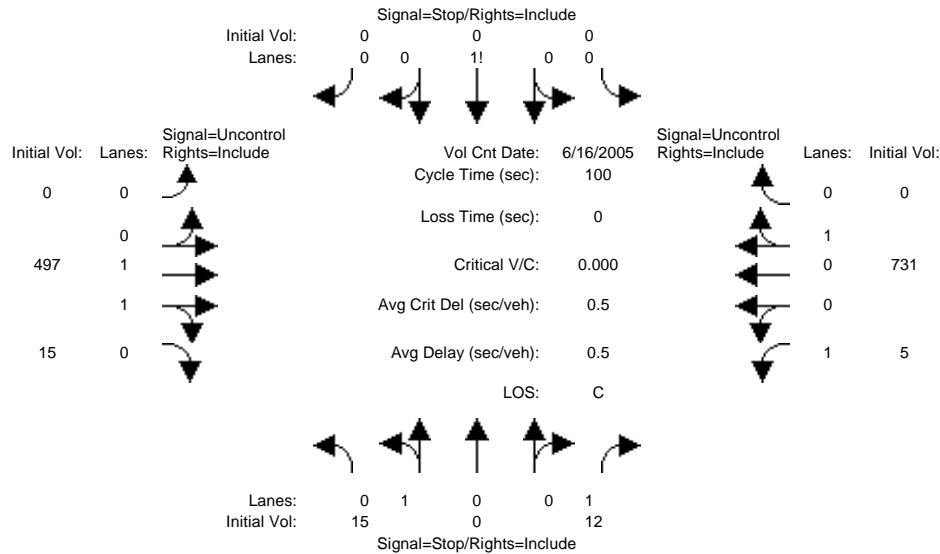 Signal=Stop/Rights=Include
Initial Vol: 0 0 0
Lanes: 0 0 1! 0 0
Signal=Uncontrol Signal=Uncontrol
Initial Vol: Lanes: Rights=Include Vol Cnt Date: 6/16/2005 Rights=Include Lanes: Initial Vol:
Cycle Time (sec): 100
0 0 0 0
Loss Time (sec): 0
0 1
497 1 Critical V/C: 0.000 0 731
1 Avg Crit Del (sec/veh): 0.5 0
15 0 Avg Delay (sec/veh): 0.5 1 5
LOS: C
Lanes: 0 1 0 0 1
Initial Vol: 15 0 12
Signal=Stop/Rights=Include